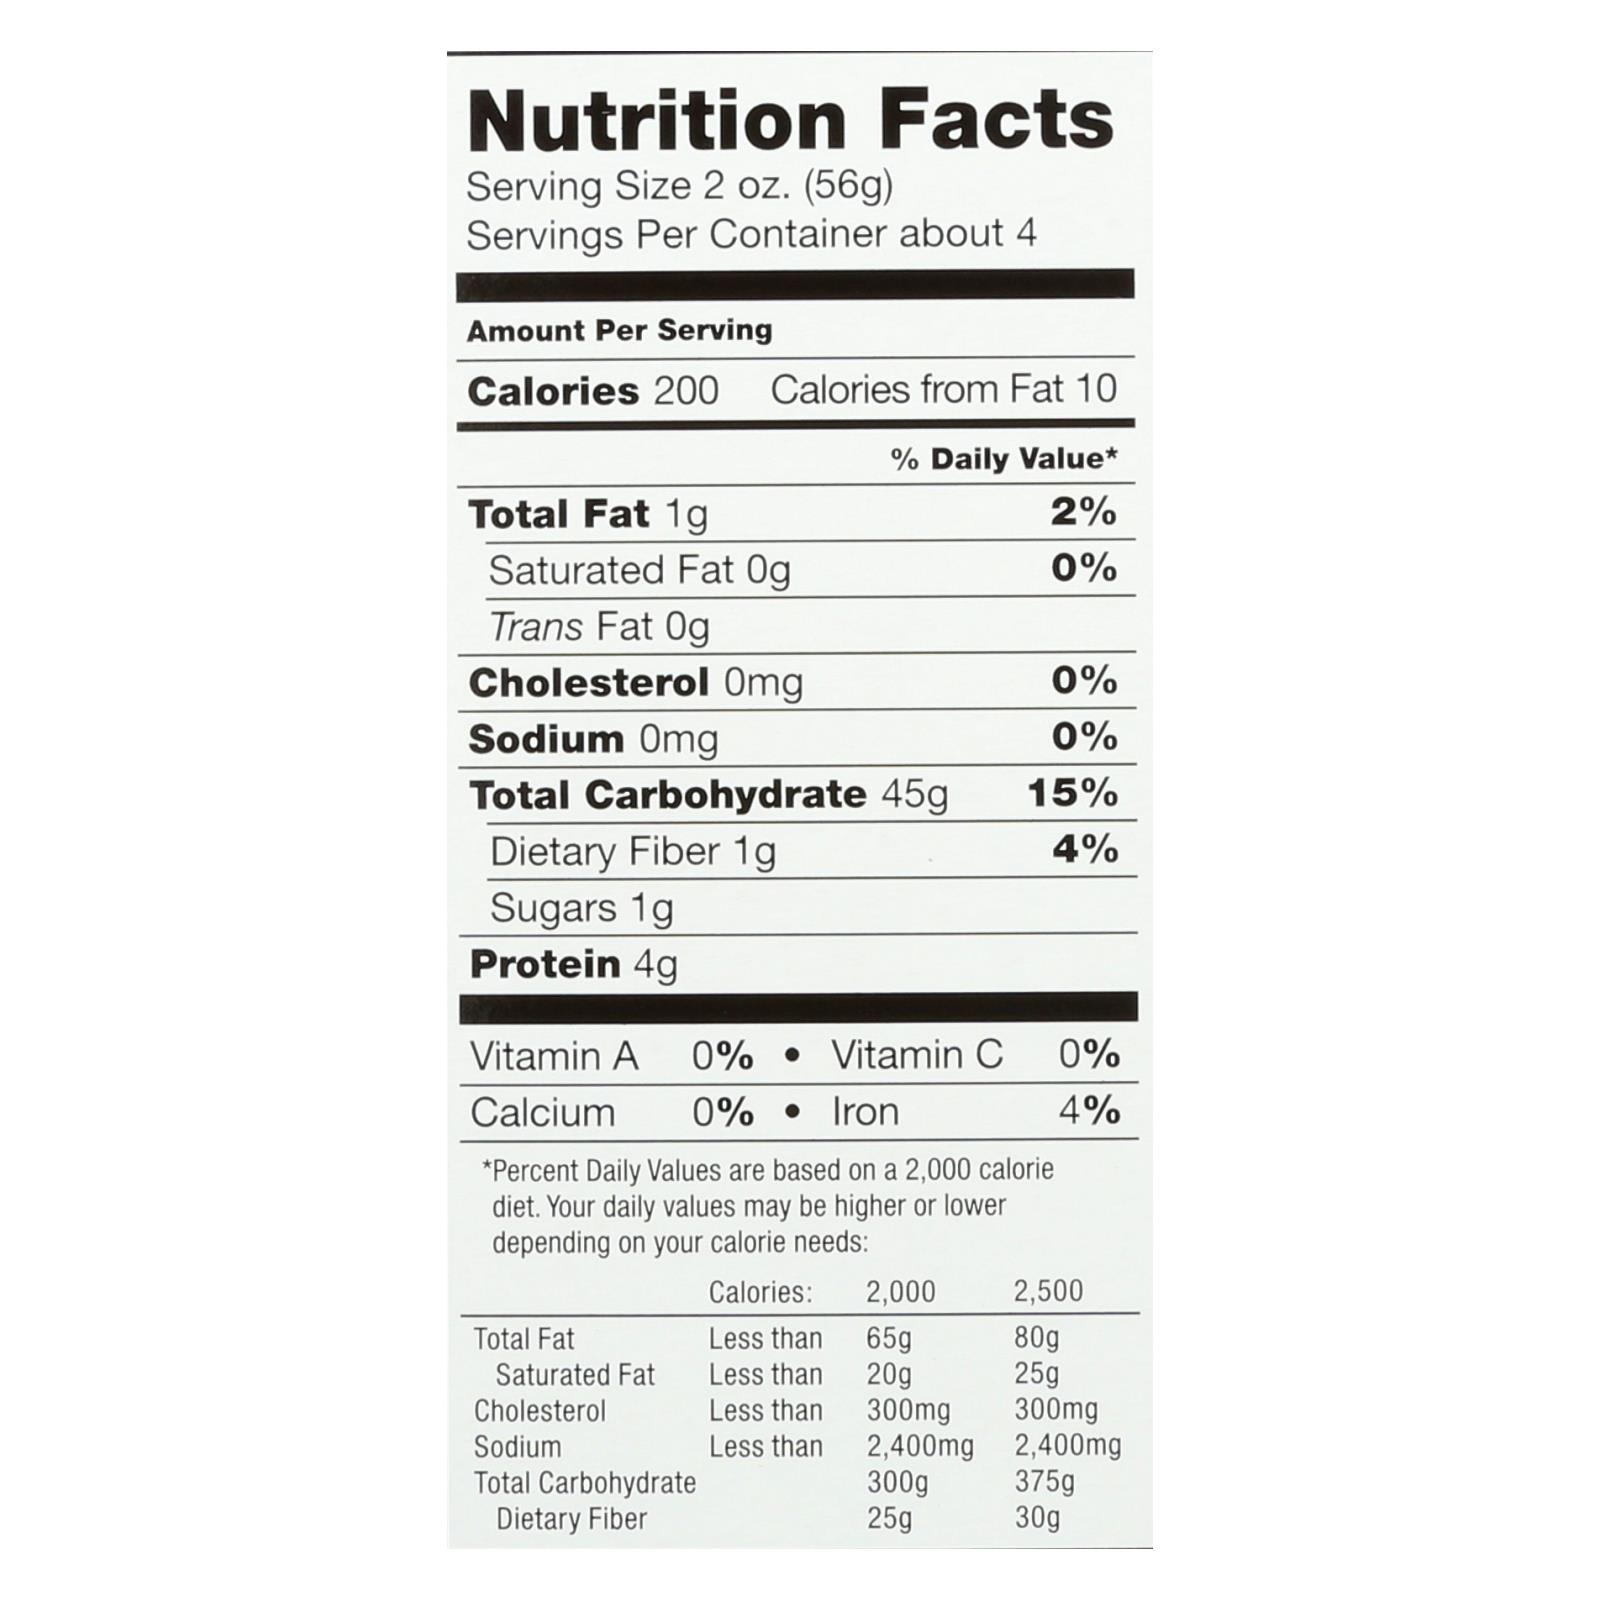 Nutrition Facts
Serving Size 2 oz. (56g)
Servings Per Container about 4
Amount Per Serving
Calories 200 Calories from Fat 10
% Daily Value*
Total Fat 1g 2%
Saturated Fat 0g 0%
Trans Fat 0g
Cholesterol 0mg 0%
Sodium 0mg 0%
Total Carbohydrate 45g 15%
Dietary Fiber 1g 4%
Sugars 1g
Protein 4g
Vitamin A 0% • Vitamin C 0%
Calcium 0% • Iron 4%
*Percent Daily Values are based on a 2,000 calorie
diet. Your daily values may be higher or lower
depending on your calorie needs:
Calories: 2,000 2,500
Total Fat Less than 65g 80g
Saturated Fat Less than 20g 25g
Cholesterol Less than 300mg 300mg
Sodium Less than 2,400mg 2,400mg
Total Carbohydrate 300g 375g
Dietary Fiber 25g 30g